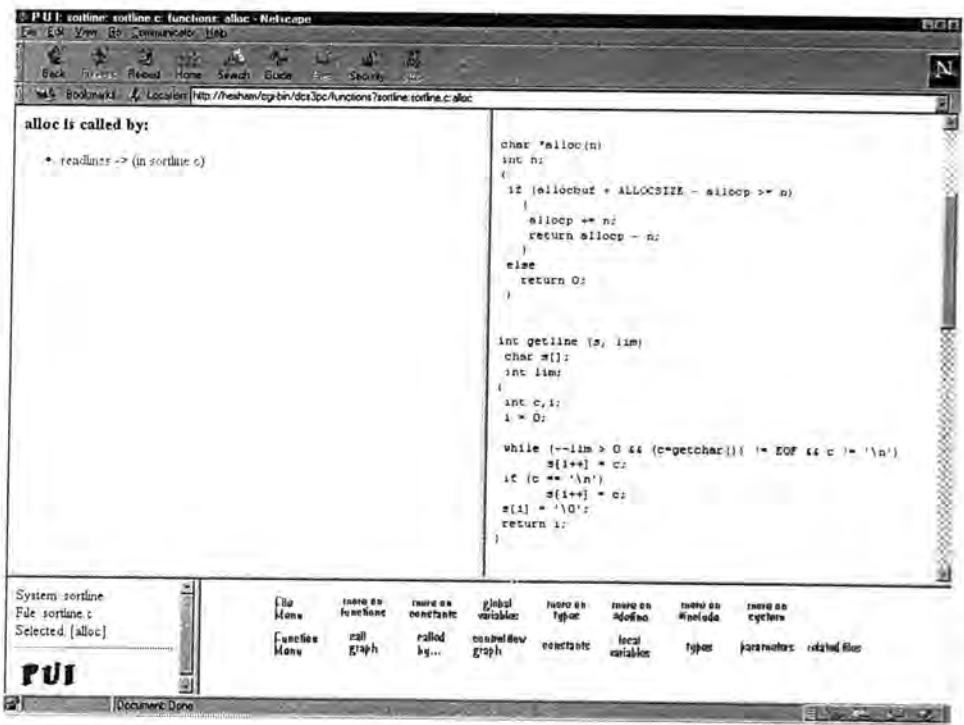 P U I: sortline: sortline.c: functions: alloc - Netscape
File Edit View Go Communicator Help
Back Reload Home Search Guide Security
Bookmarks Location: http://hexham/cgi-bin/dcs3pc/functions?sortline:sortline.c:alloc
N
alloc is called by:
• readlines -> (in sortline.c)
char *alloc(n)
int n;
{
if (allocbuf + ALLOCSIZE - allocp >= n)
{
allocp += n;
return allocp - n;
}
else
return 0;
}
int getline (s, lim)
char s[];
int lim;
{
int c,i;
i = 0;
while (--lim > 0 && (c=getchar()) != EOF && c != '\n')
s[i++] = c;
if (c == '\n')
s[i++] = c;
s[i] = '\0';
return i;
}
System: sortline
File: sortline.c
Selected: [alloc]
PUI
File Menu more on functions more on constants global variables more on types more on #define more on #include more on system
Function Menu call graph called by... control flow graph constants local variables types parameters related files
Document: Done